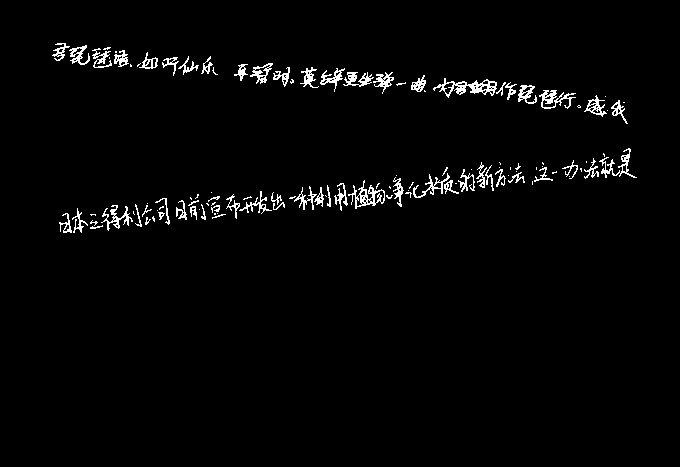 君琵琶语,如听仙乐 耳暂明。莫辞更坐弹一曲,为君翻作琵琶行。感我
日本三得利公司日前宣布开发出一种利用植物净化水质的新方法,这一办法就是